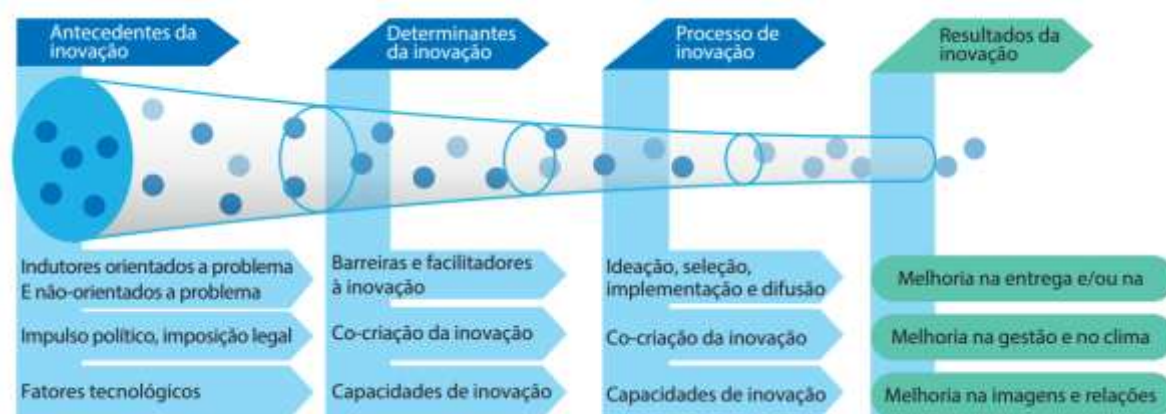 Antecedentes da
inovação
Determinantes
da inovação
Processo de
inovação
Resultados da
inovação
Indutores orientados a problema
E não-orientados a problema
Impulso político, imposição legal
Fatores tecnológicos
Barreiras e facilitadores
à inovação
Co-criação da inovação
Capacidades de inovação
Ideação, seleção,
implementação e difusão
Co-criação da inovação
Capacidades de inovação
Melhoria na entrega e/ou na
Melhoria na gestão e no clima
Melhoria na imagens e relações